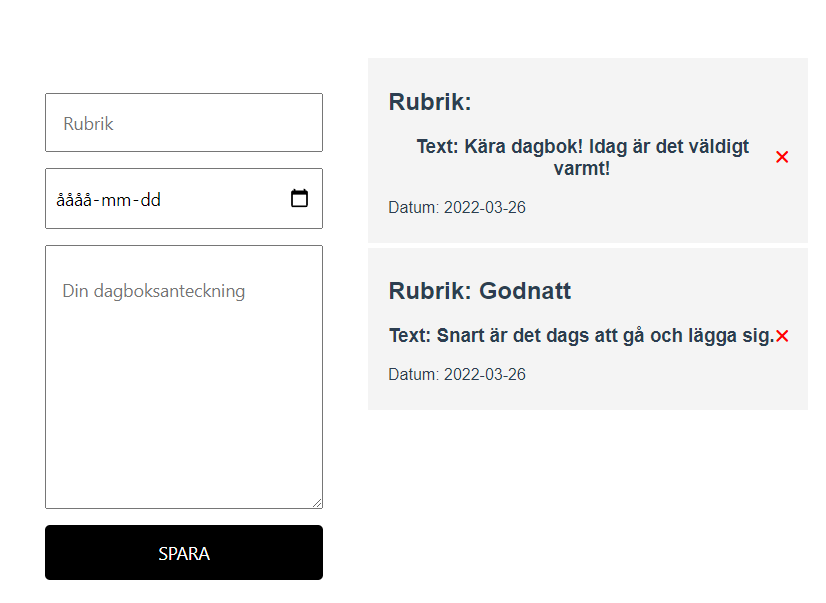 Rubrik
åååå-mm-dd
Din dagboksanteckning
SPARA
Rubrik:
Text: Kära dagbok! Idag är det väldigt
varmt!
Datum: 2022-03-26
Rubrik: Godnatt
Text: Snart är det dags att gå och lägga sig.
Datum: 2022-03-26